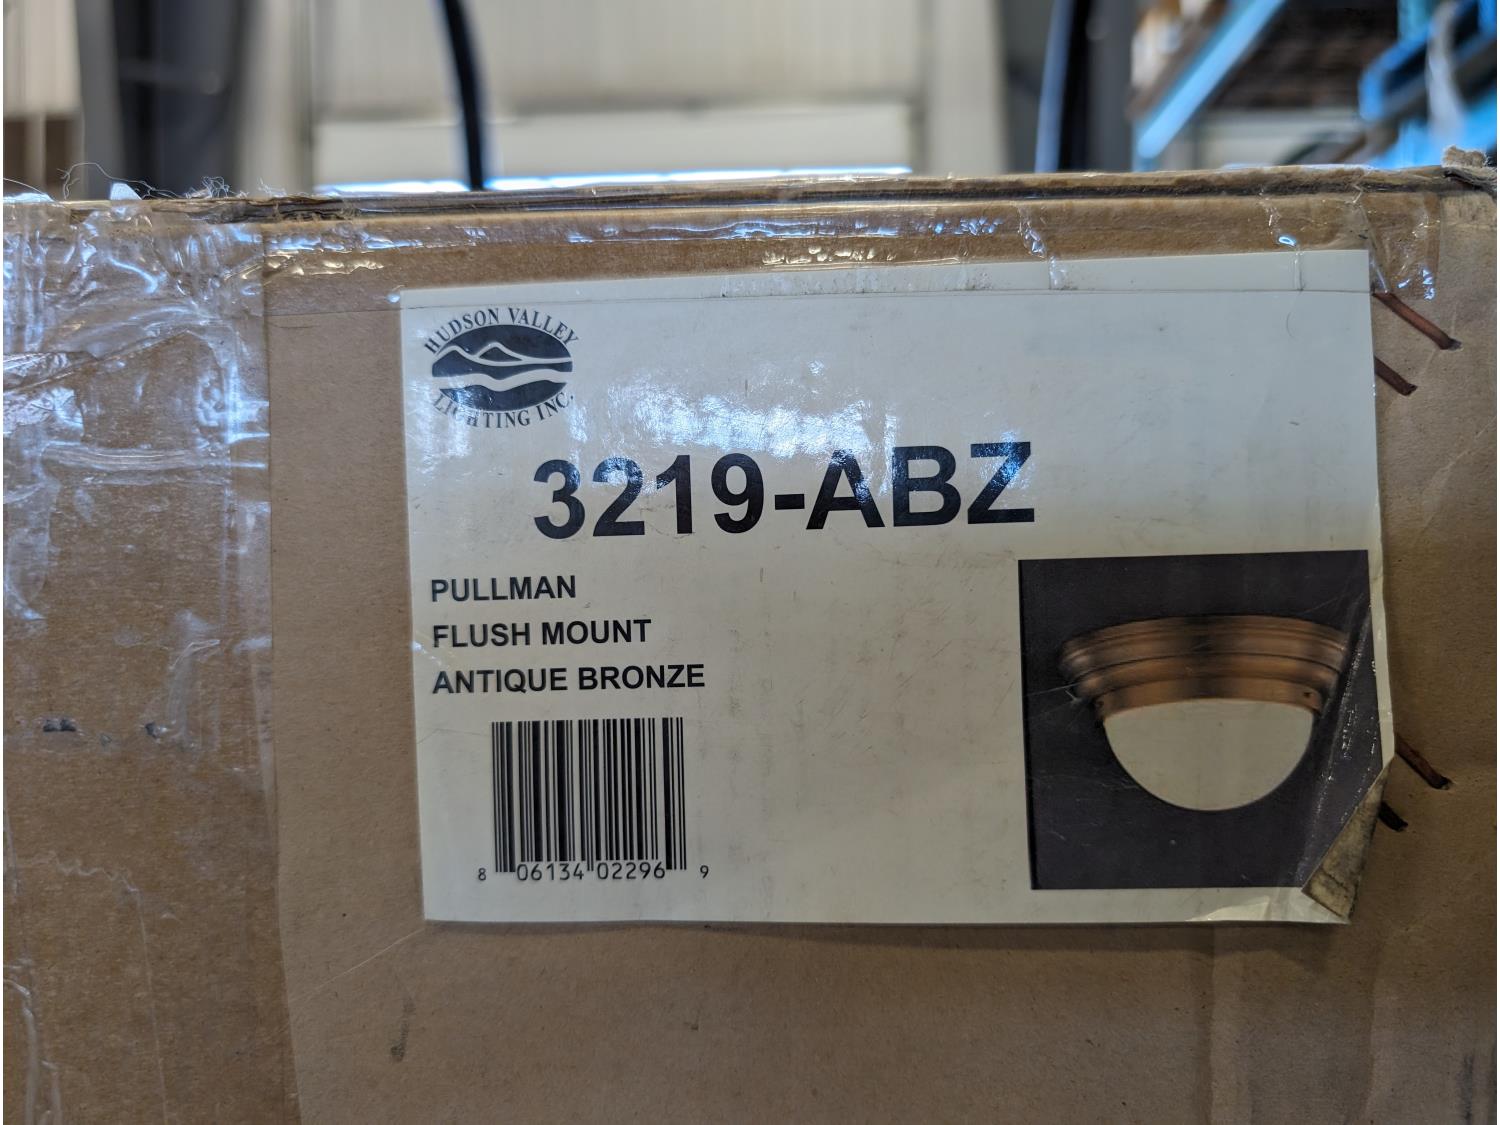 HUDSON VALLEY
LIGHTING INC.
3219-ABZ
PULLMAN
FLUSH MOUNT
ANTIQUE BRONZE
8 06134 02296 9